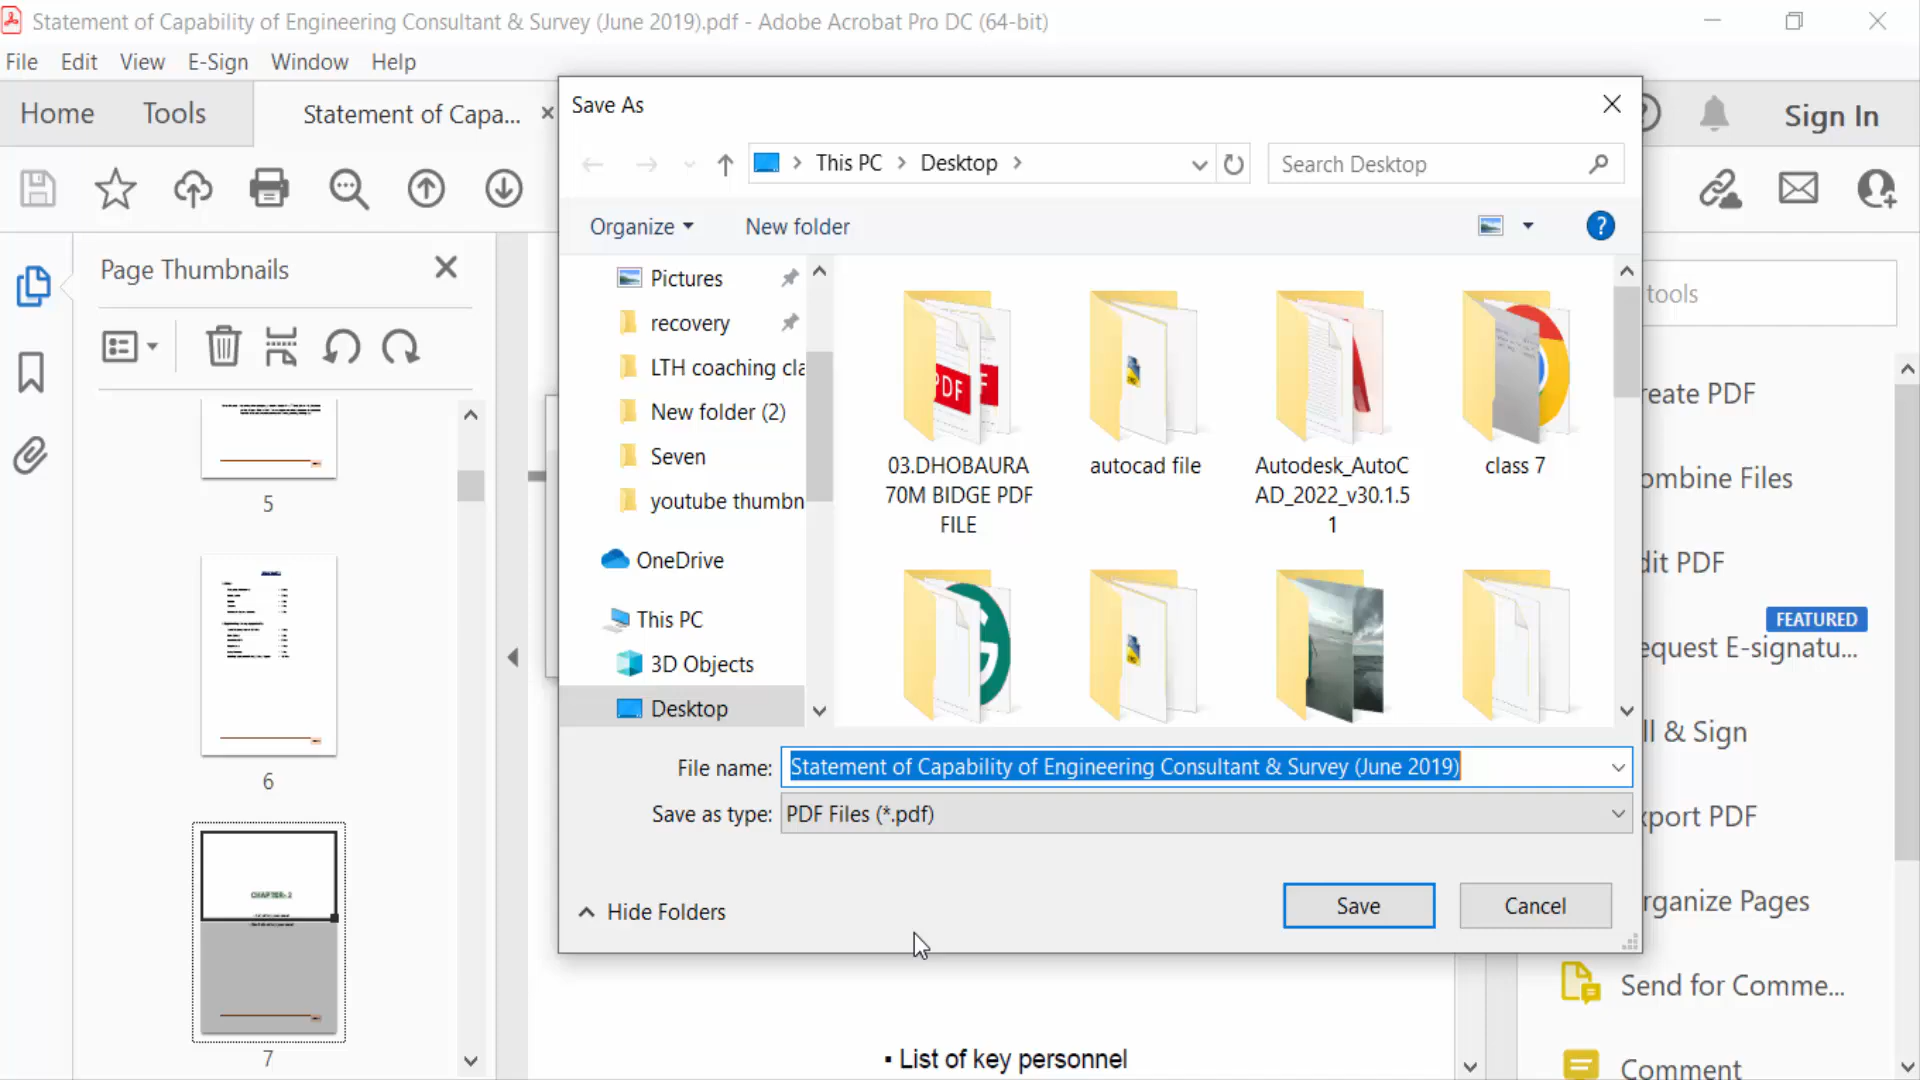 Statement of Capability of Engineering Consultant & Survey (June 2019).pdf - Adobe Acrobat Pro DC (64-bit)
File Edit View E-Sign Window Help
Home Tools Statement of Capa...
Sign In
Page Thumbnails
5
6
CHAPTER- 2
7
Save As
This PC Desktop
Search Desktop
Organize New folder
Pictures
recovery
LTH coaching cla
New folder (2)
Seven
youtube thumbn
OneDrive
This PC
3D Objects
Desktop
03.DHOBAURA
70M BIDGE PDF
FILE
autocad file
Autodesk_AutoC
AD_2022_v30.1.5
1
class 7
File name: Statement of Capability of Engineering Consultant & Survey (June 2019)
Save as type: PDF Files (*.pdf)
Hide Folders
Save Cancel
▪ List of key personnel
tools
reate PDF
ombine Files
dit PDF
FEATURED
equest E-signatu...
ll & Sign
xport PDF
rganize Pages
Send for Comme...
Comment